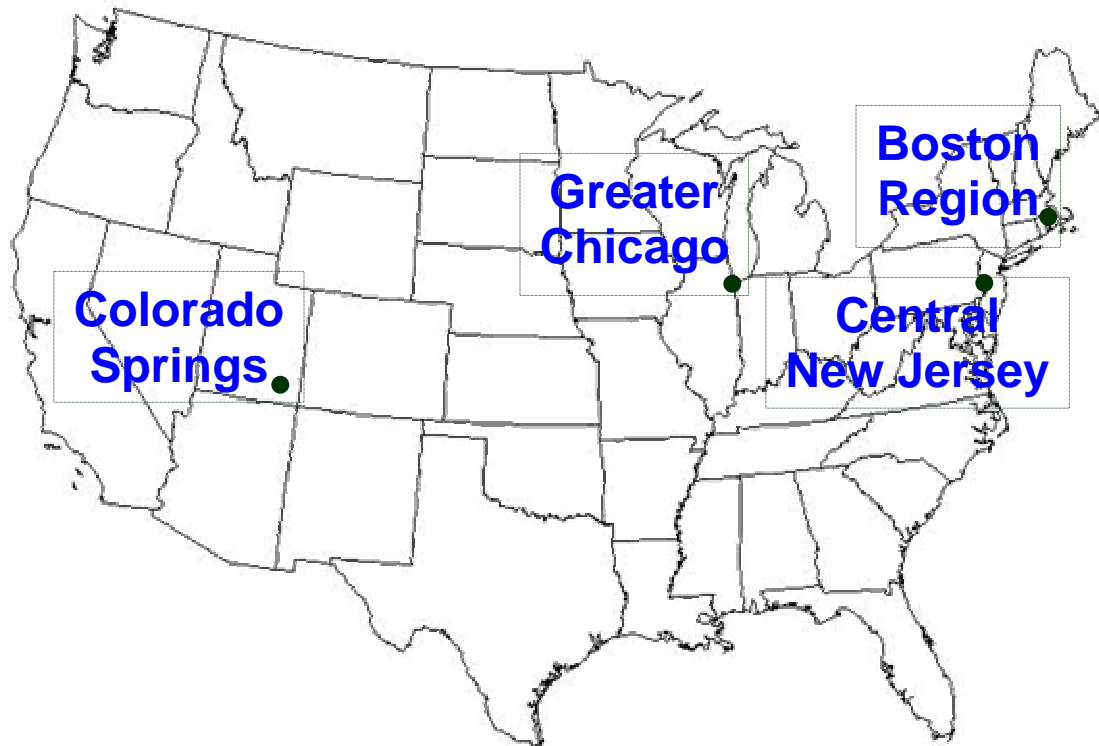 Boston
Region
Greater
Chicago
Colorado
Springs
Central
New Jersey